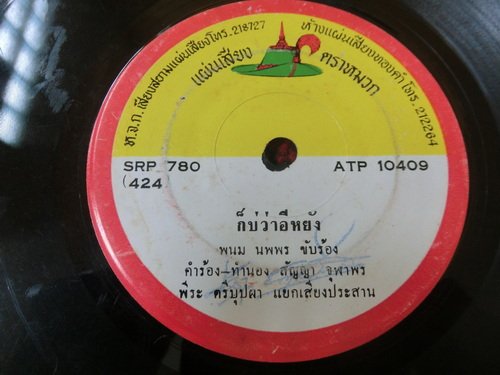 ห.จ.ก. เสียงสยามแผ่นเสียง โทร. 218727
ห้างแผ่นเสียงทองคำ โทร. 212264
แผ่นเสียง ตราหมวก
SRP 780 ATP 10409
(424
ก็บ่ว่าอีหยัง
พนม นพพร ขับร้อง
คำร้อง-ทำนอง สัญญา จุฬาพร
พีระ ตรีบุปผา แยกเสียงประสาน